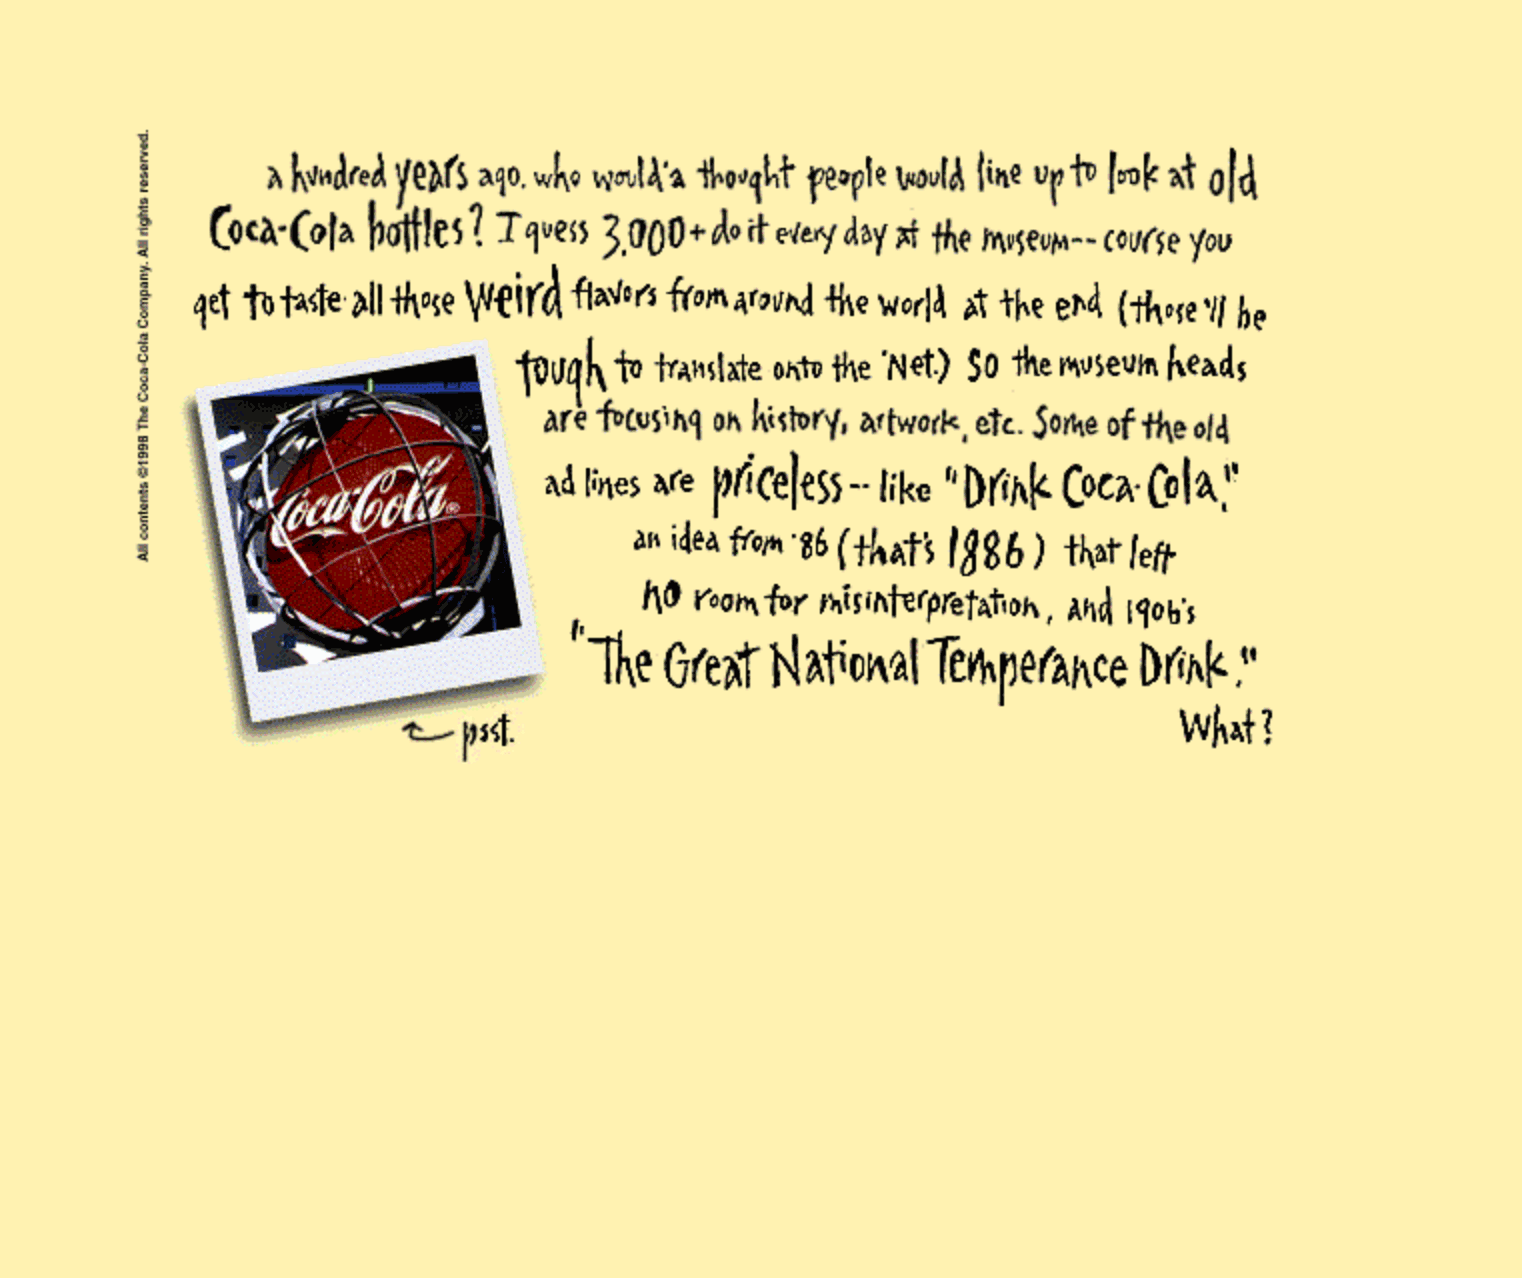 All contents ©1998 The Coca-Cola Company. All rights reserved.
a hundred years ago. who would'a thought people would line up to look at old
Coca-Cola bottles? I guess 3,000+ do it every day at the museum-- course you
get to taste all those weird flavors from around the world at the end (those'll be
tough to translate onto the 'Net.) So the museum heads
are focusing on history, artwork, etc. Some of the old
ad lines are priceless-- like "Drink Coca-Cola,"
an idea from '86 (that's 1886) that left
no room for misinterpretation, and 1906's
"The Great National Temperance Drink."
What?
Coca-Cola®
psst.